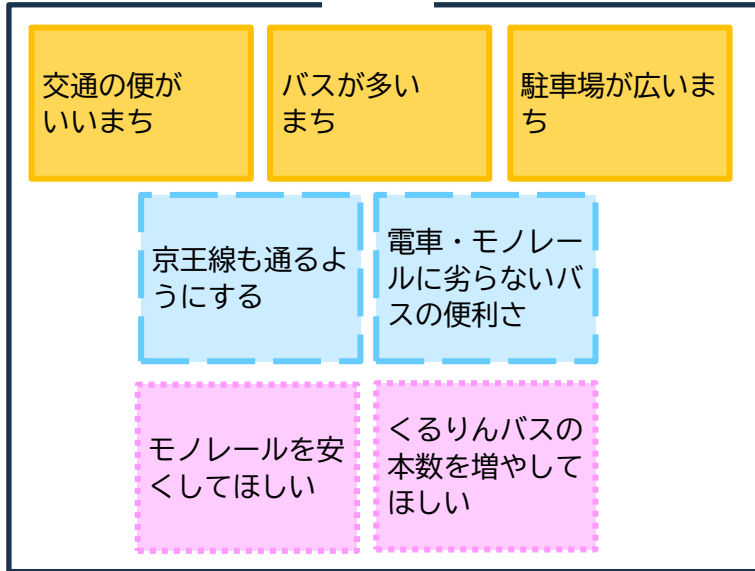 交通の便が
いいまち
バスが多い
まち
駐車場が広いま
ち
京王線も通るよ
うにする
電車・モノレー
ルに劣らないバ
スの便利さ
モノレールを安
くしてほしい
くるりんバスの
本数を増やして
ほしい